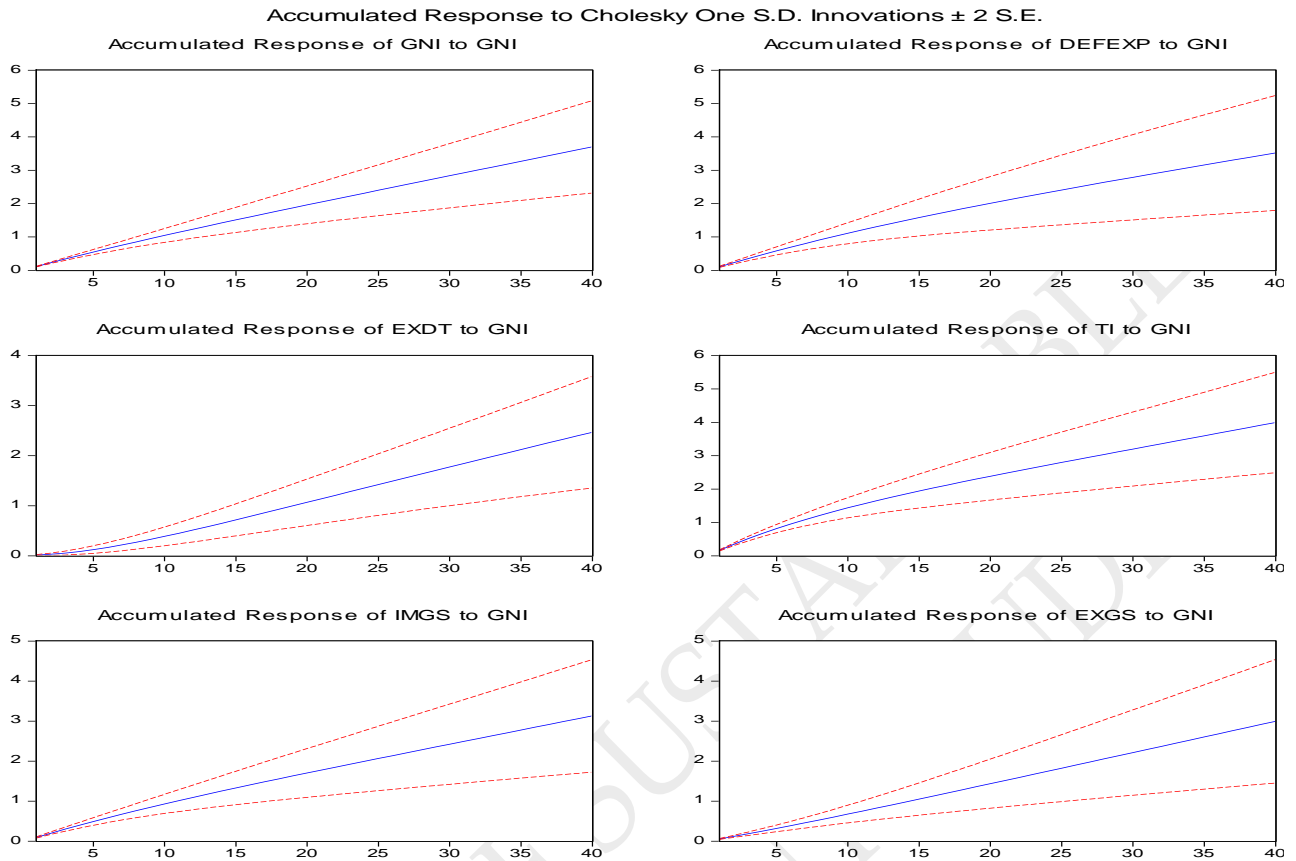 Accumulated Response to Cholesky One S.D. Innovations ± 2 S.E.
Accumulated Response of GNI to GNI
6
5
4
3
2
1
0
5 10 15 20 25 30 35 40
Accumulated Response of DEFEXP to GNI
6
5
4
3
2
1
0
5 10 15 20 25 30 35 40
Accumulated Response of EXDT to GNI
4
3
2
1
0
5 10 15 20 25 30 35 40
Accumulated Response of TI to GNI
6
5
4
3
2
1
0
5 10 15 20 25 30 35 40
Accumulated Response of IMGS to GNI
5
4
3
2
1
0
5 10 15 20 25 30 35 40
Accumulated Response of EXGS to GNI
5
4
3
2
1
0
5 10 15 20 25 30 35 40